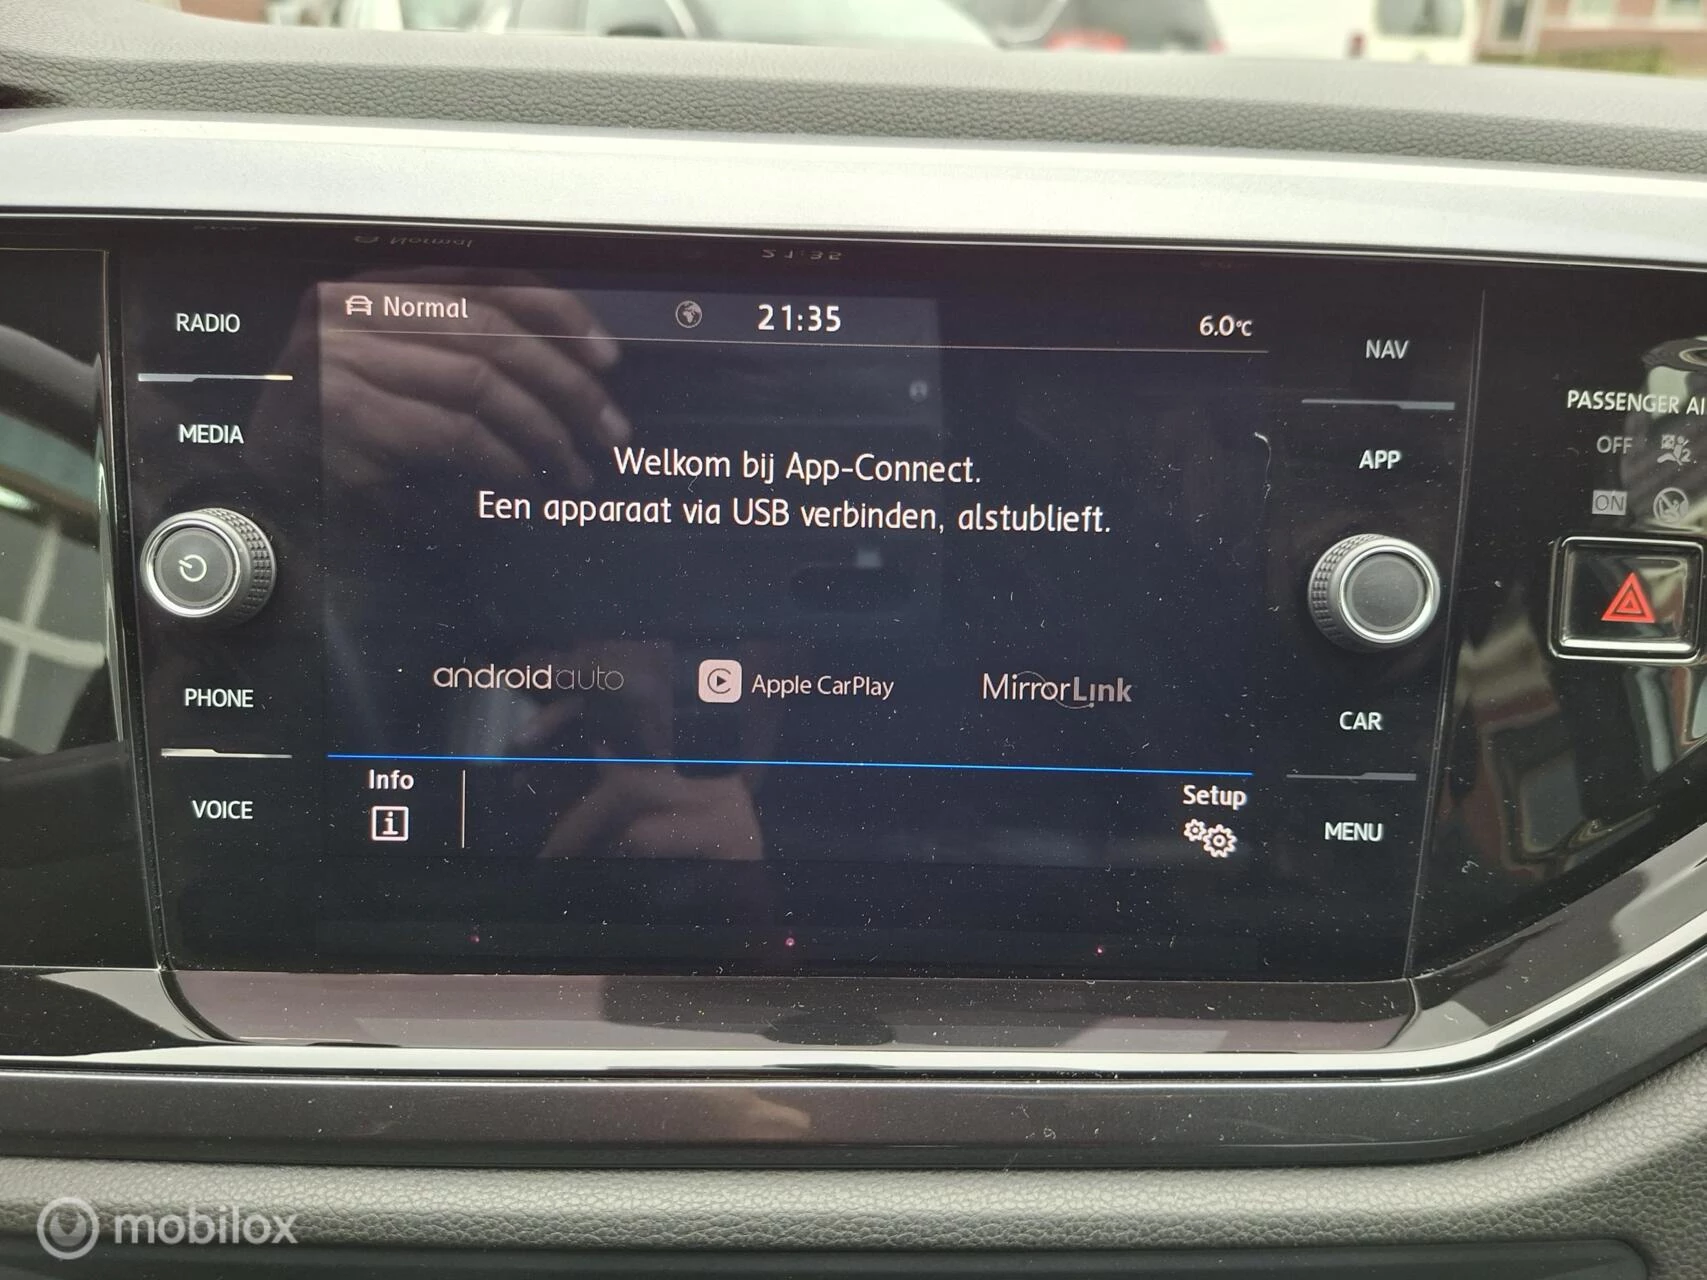 Normal
21:35
6.0°C
RADIO
MEDIA
PHONE
VOICE
Welkom bij App-Connect.
Een apparaat via USB verbinden, alstublieft.
androidauto
Apple CarPlay
MirrorLink
Info
i
Setup
NAV
APP
CAR
MENU
PASSENGER AI
OFF
ON
mobilox